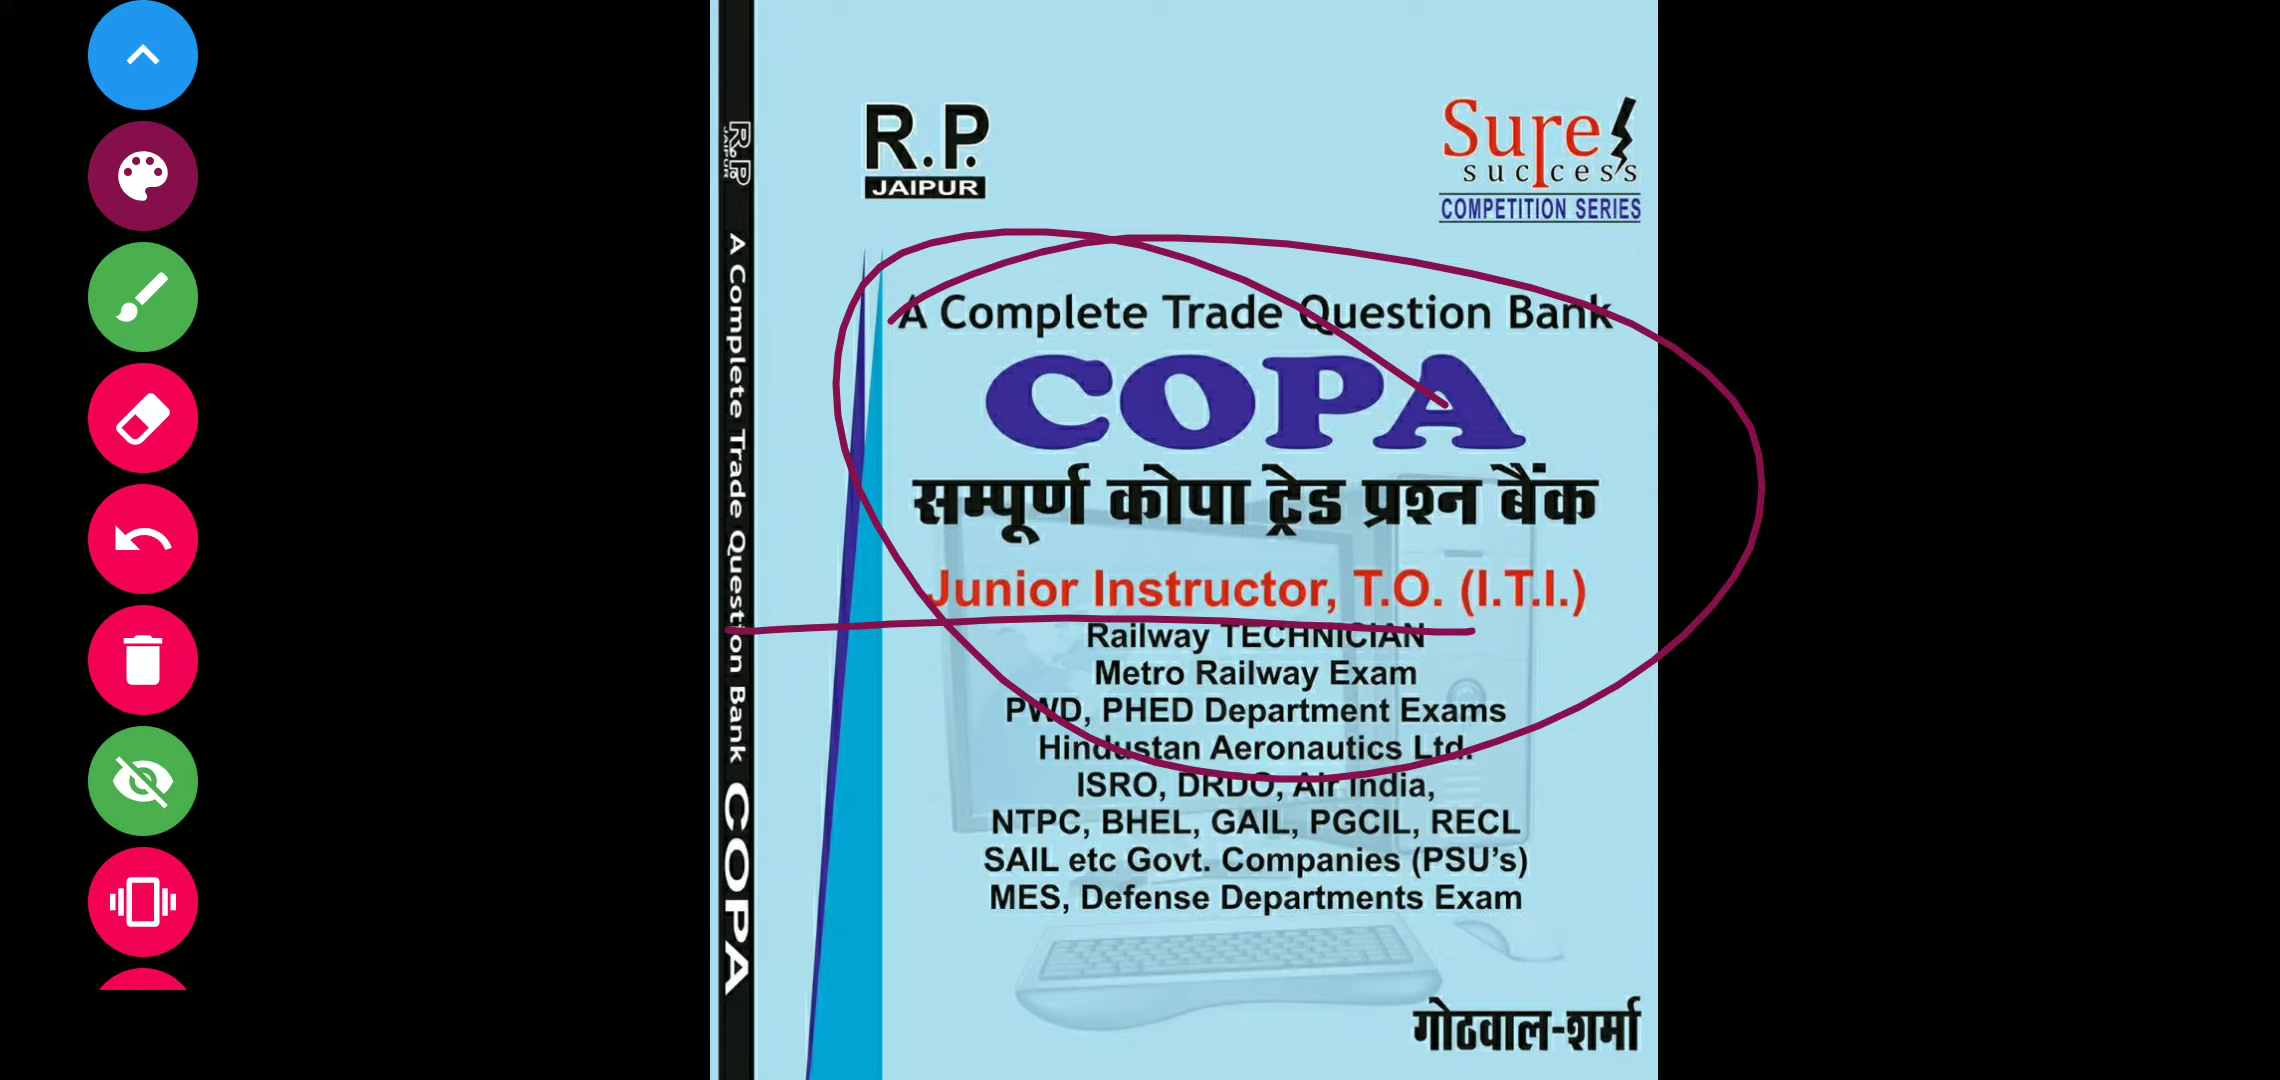 R.P.
JAIPUR
Sure
success
COMPETITION SERIES
A Complete Trade Question Bank
COPA
सम्पूर्ण कोपा ट्रेड प्रश्न बैंक
Junior Instructor, T.O. (I.T.I.)
Railway TECHNICIAN
Metro Railway Exam
PWD, PHED Department Exams
Hindustan Aeronautics Ltd.
ISRO, DRDO, Air India,
NTPC, BHEL, GAIL, PGCIL, RECL
SAIL etc Govt. Companies (PSU's)
MES, Defense Departments Exam
गोठवाल-शर्मा
R.P. JAIPUR A Complete Trade Question Bank COPA